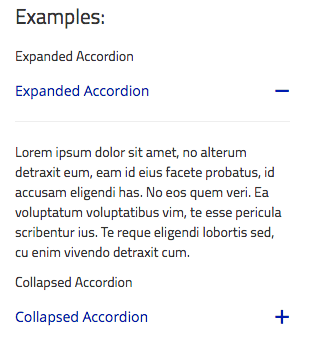 Examples:
Expanded Accordion
Expanded Accordion
Lorem ipsum dolor sit amet, no alterum
detraxit eum, eam id eius facete probatus, id
accusam eligendi has. No eos quem veri. Ea
voluptatum voluptatibus vim, te esse pericula
scribentur ius. Te reque eligendi lobortis sed,
cu enim vivendo detraxit cum.
Collapsed Accordion
Collapsed Accordion